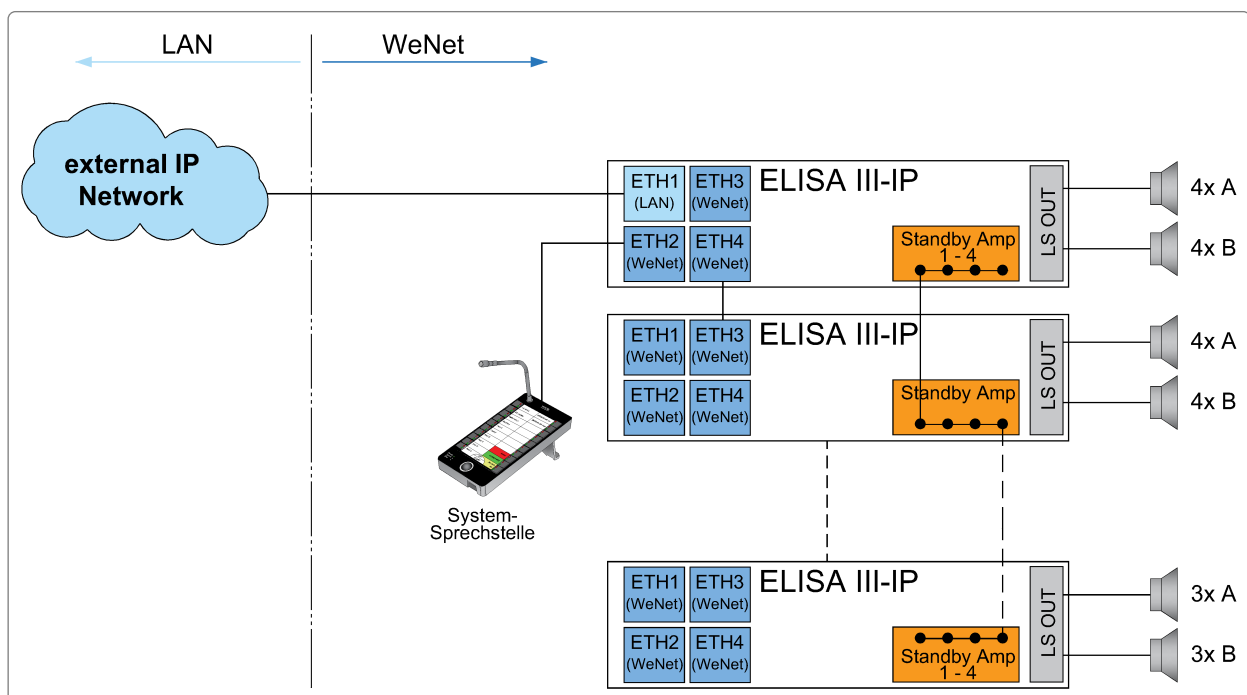 LAN
WeNet
external IP
Network
ETH1
(LAN)
ETH3
(WeNet)
ELISA III-IP
ETH2
(WeNet)
ETH4
(WeNet)
Standby Amp
1 - 4
LS OUT
4x A
4x B
ETH1
(WeNet)
ETH3
(WeNet)
ELISA III-IP
ETH2
(WeNet)
ETH4
(WeNet)
Standby Amp
LS OUT
4x A
4x B
System-
Sprechstelle
ETH1
(WeNet)
ETH3
(WeNet)
ELISA III-IP
ETH2
(WeNet)
ETH4
(WeNet)
Standby Amp
1 - 4
LS OUT
3x A
3x B